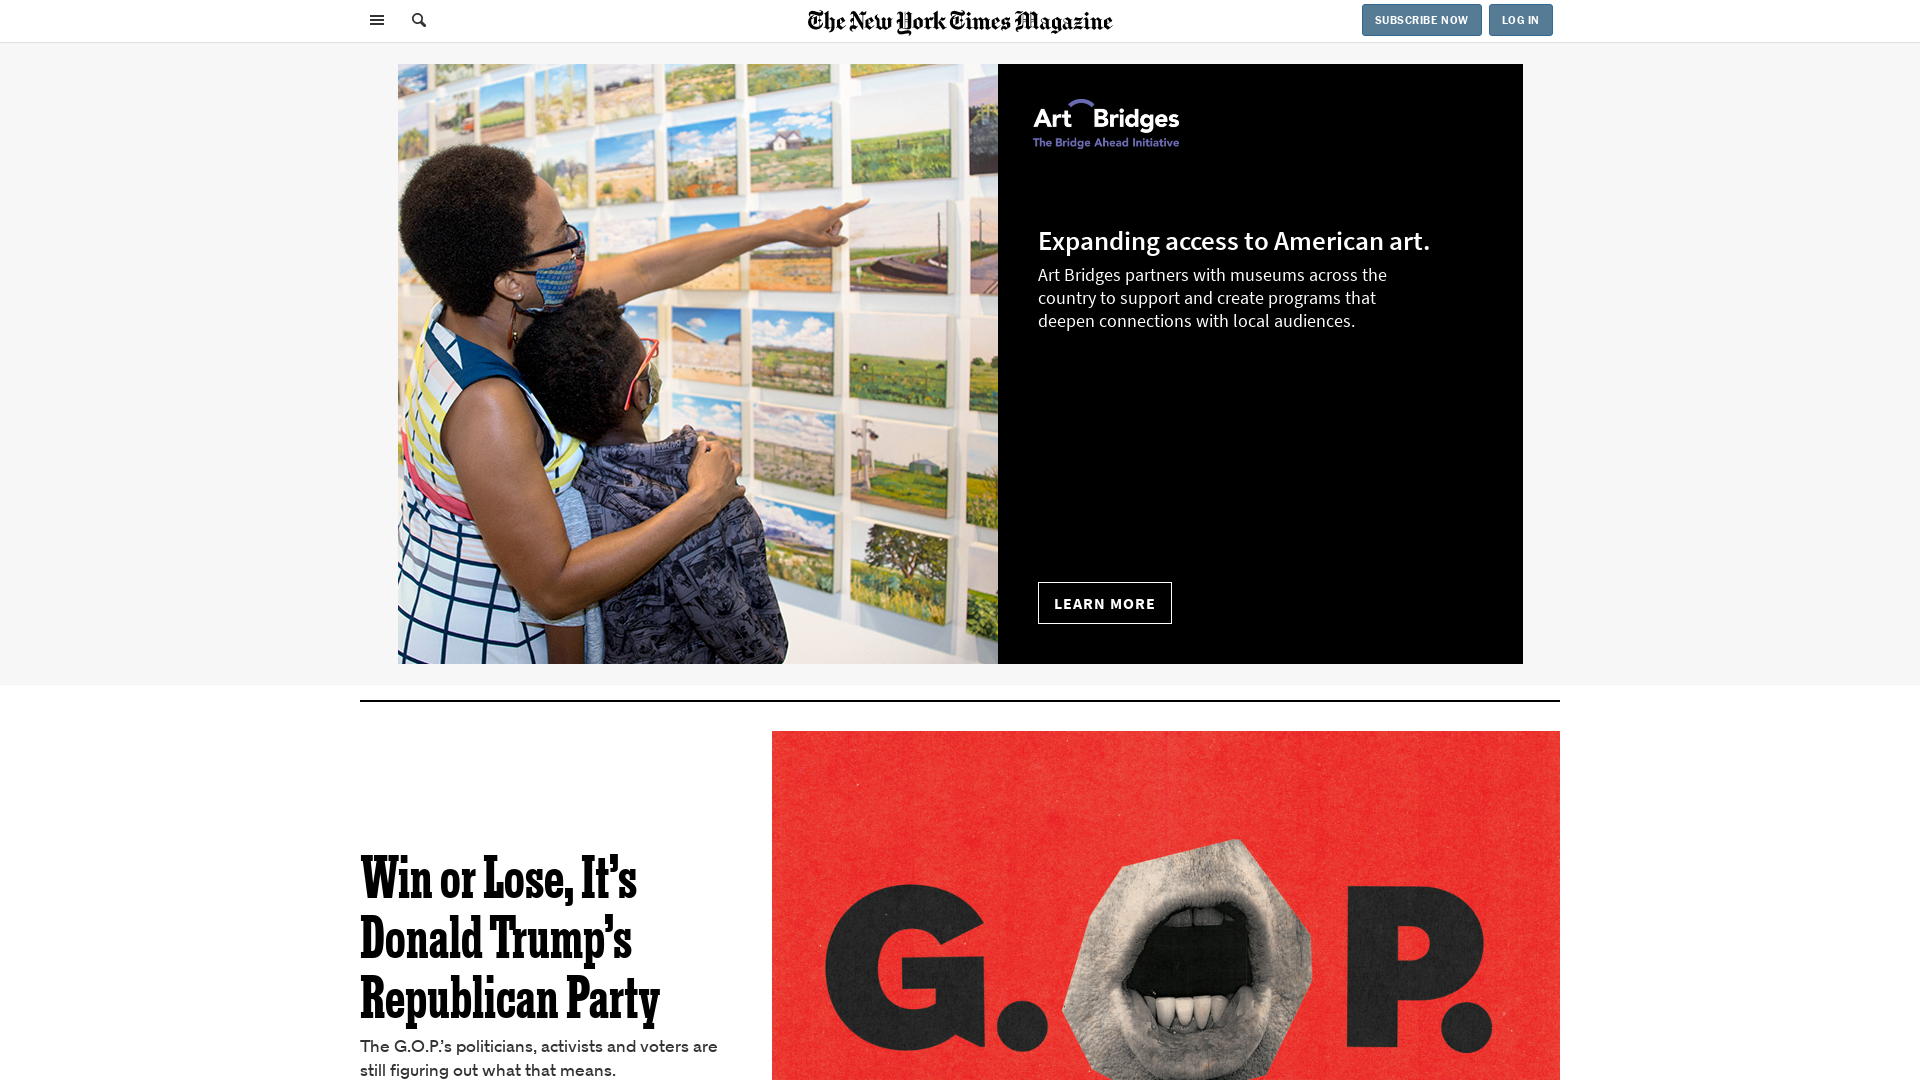 The New York Times Magazine
SUBSCRIBE NOW
LOG IN
Art Bridges
The Bridge Ahead Initiative
Expanding access to American art.
Art Bridges partners with museums across the
country to support and create programs that
deepen connections with local audiences.
LEARN MORE
Win or Lose, It’s
Donald Trump’s
Republican Party
The G.O.P.’s politicians, activists and voters are
still figuring out what that means.
G.O.P.